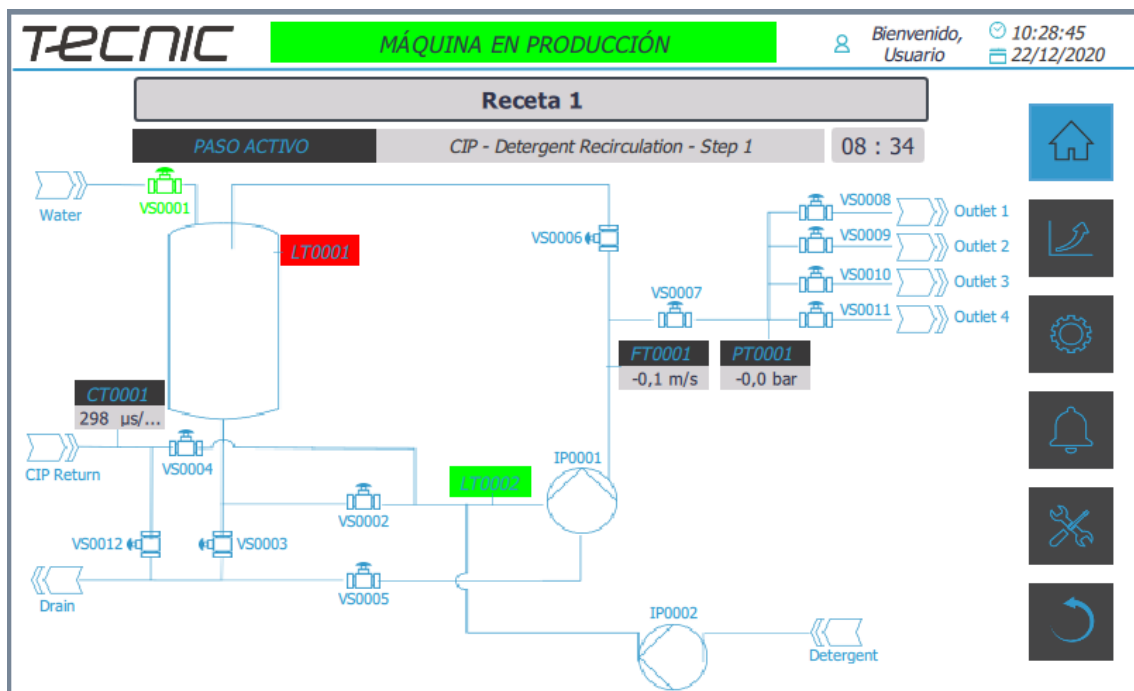 TECNIC
MÁQUINA EN PRODUCCIÓN
Bienvenido,
Usuario
10:28:45
22/12/2020
Receta 1
PASO ACTIVO
CIP - Detergent Recirculation - Step 1
08 : 34
Water
VS0001
LT0001
VS0006
VS0007
VS0008
Outlet 1
VS0009
Outlet 2
VS0010
Outlet 3
VS0011
Outlet 4
FT0001
-0,1 m/s
PT0001
-0,0 bar
CT0001
298 µs/...
CIP Return
VS0004
IP0001
LT0002
VS0002
VS0012
VS0003
Drain
VS0005
IP0002
Detergent